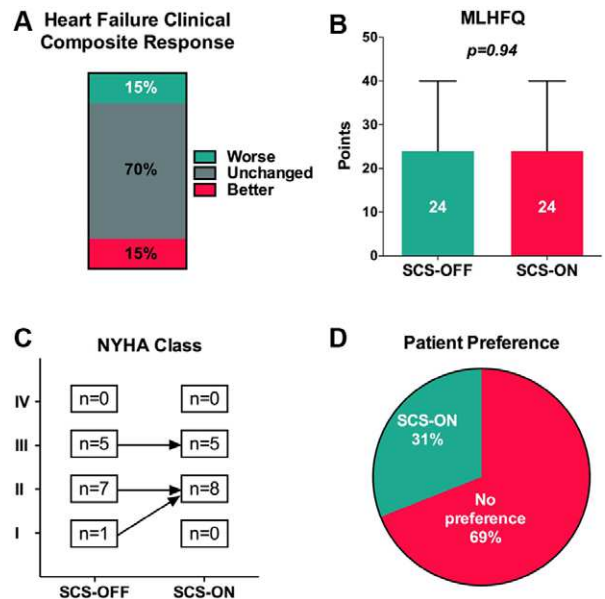 A
Heart Failure Clinical
Composite Response
15%
70%
15%
Worse
Unchanged
Better
B
MLHFQ
p=0.94
50
40
30
20
10
0
Points
24
24
SCS-OFF
SCS-ON
C
NYHA Class
IV
III
II
I
n=0
n=0
n=5
n=5
n=7
n=8
n=1
n=0
SCS-OFF
SCS-ON
D
Patient Preference
SCS-ON
31%
No
preference
69%